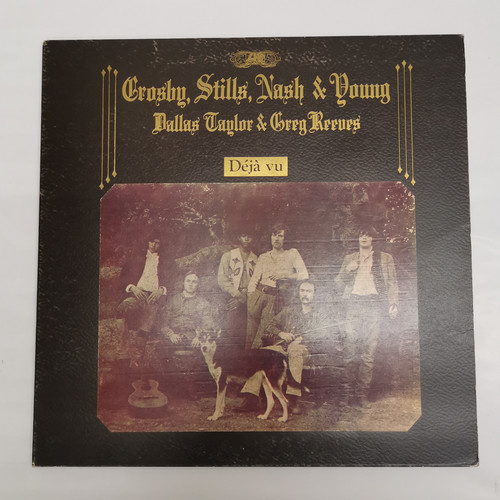 Crosby, Stills, Nash & Young
Dallas Taylor & Greg Reeves
Déjà vu